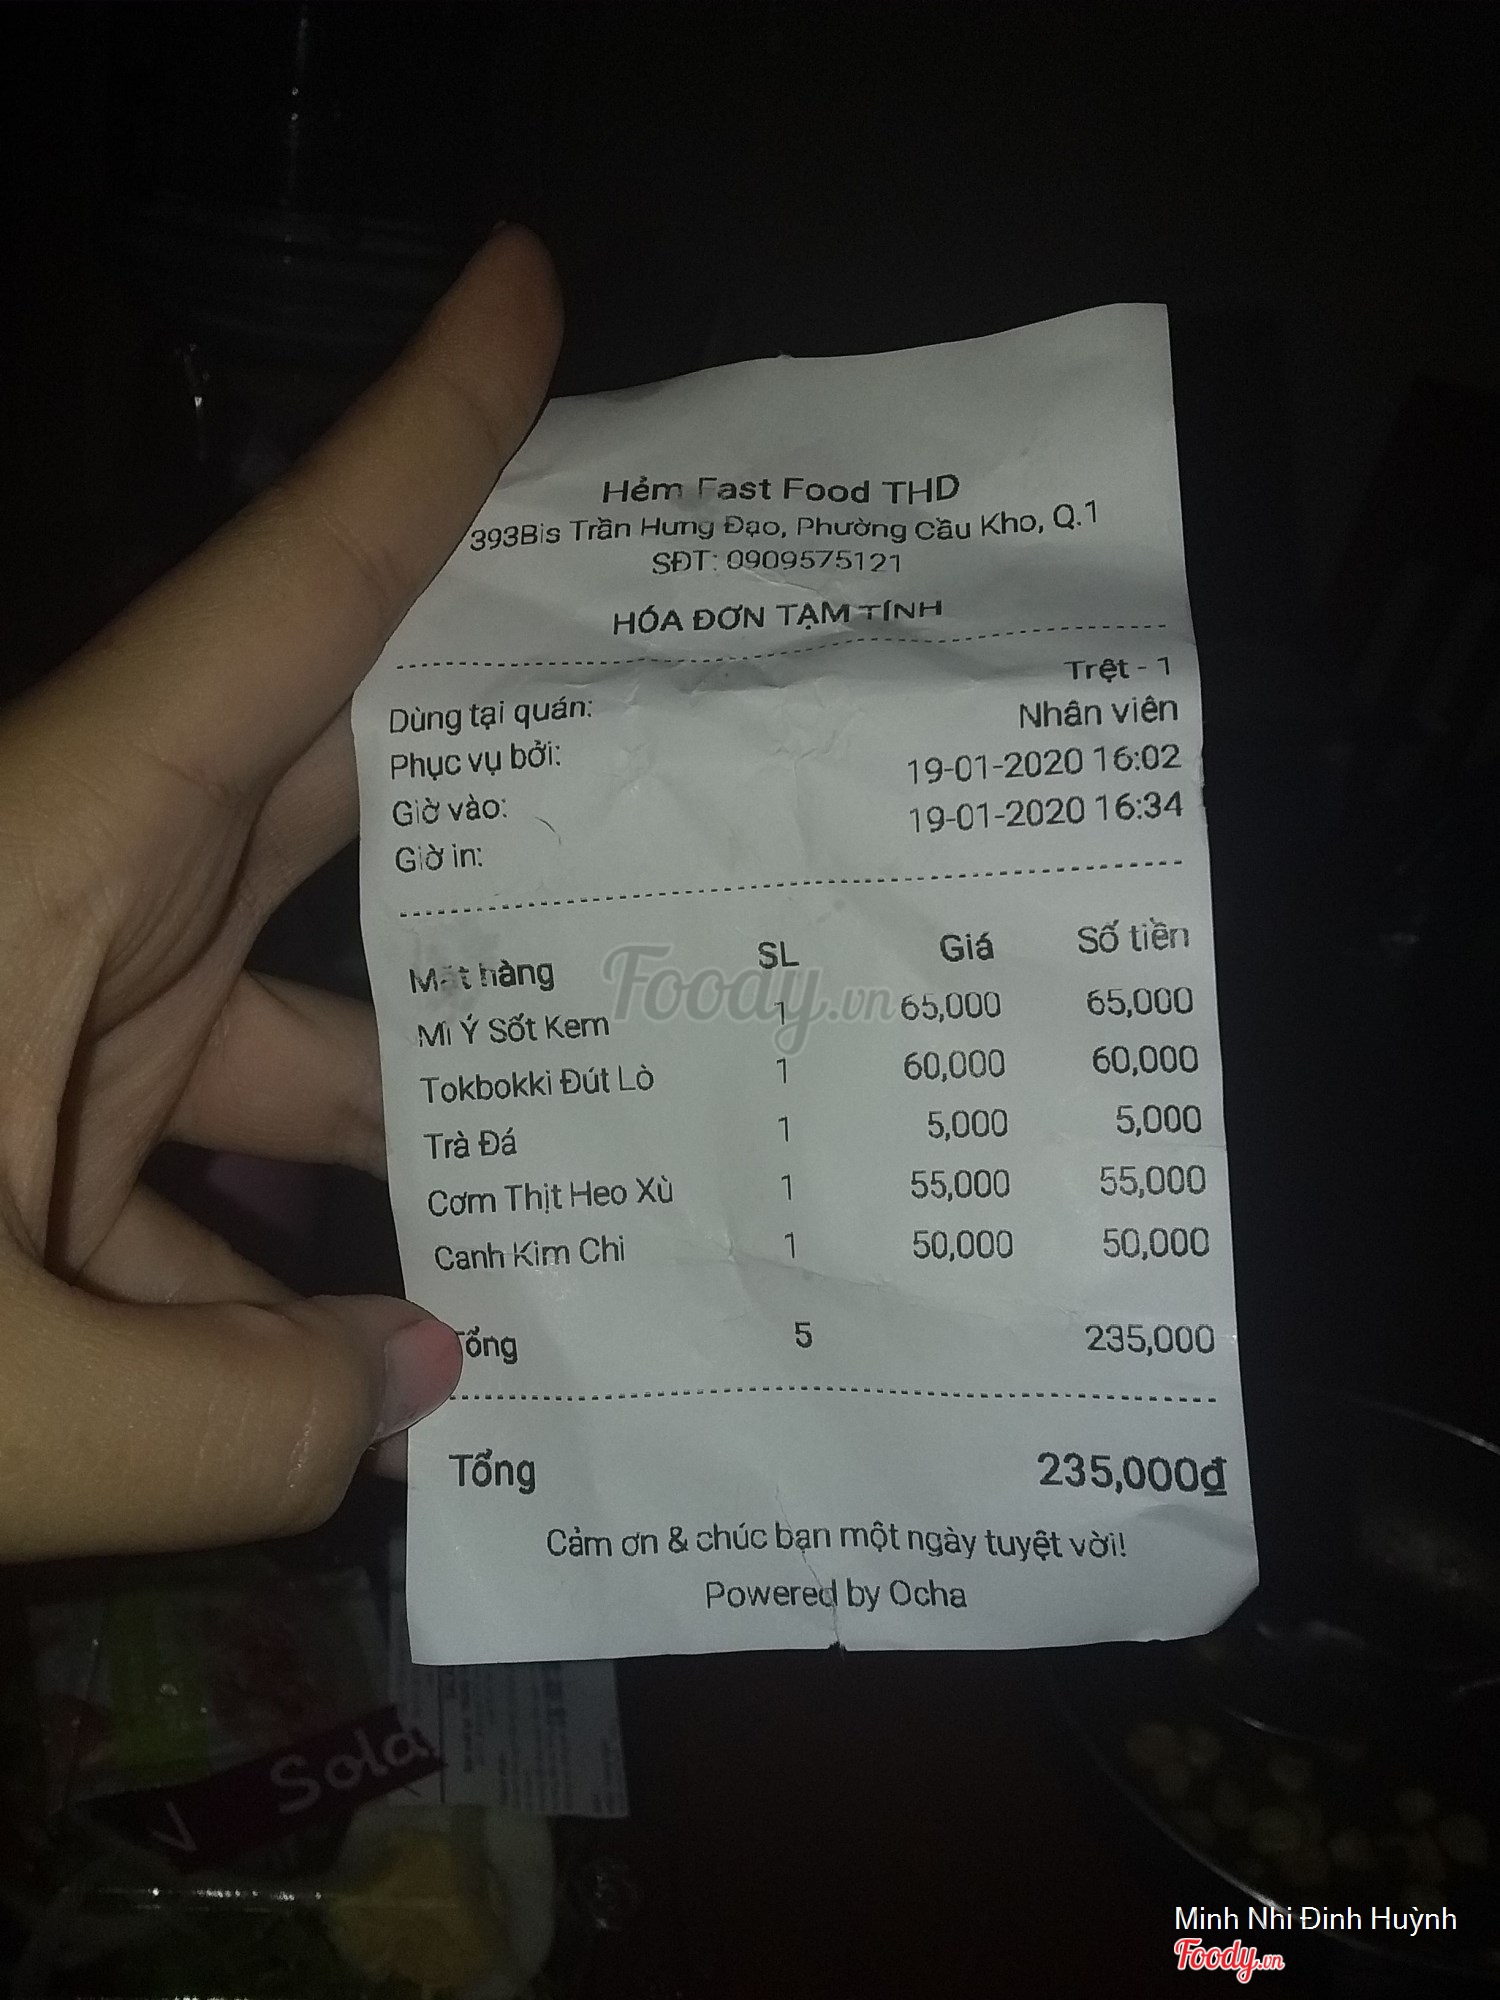 Hẻm Fast Food THD
393Bis Trần Hưng Đạo, Phường Cầu Kho, Q.1
SĐT: 0909575121
HÓA ĐƠN TẠM TÍNH
Dùng tại quán: Trệt - 1
Phục vụ bởi: Nhân viên
Giờ vào: 19-01-2020 16:02
Giờ in: 19-01-2020 16:34
Mặt hàng SL Giá Số tiền
Mì Ý Sốt Kem 1 65,000 65,000
Tokbokki Đút Lò 1 60,000 60,000
Trà Đá 1 5,000 5,000
Cơm Thịt Heo Xù 1 55,000 55,000
Canh Kim Chi 1 50,000 50,000
Tổng 5 235,000
Tổng 235,000đ
Cảm ơn & chúc bạn một ngày tuyệt vời!
Powered by Ocha
Foody.vn
Sola
Minh Nhi Đinh Huỳnh
Foody.vn